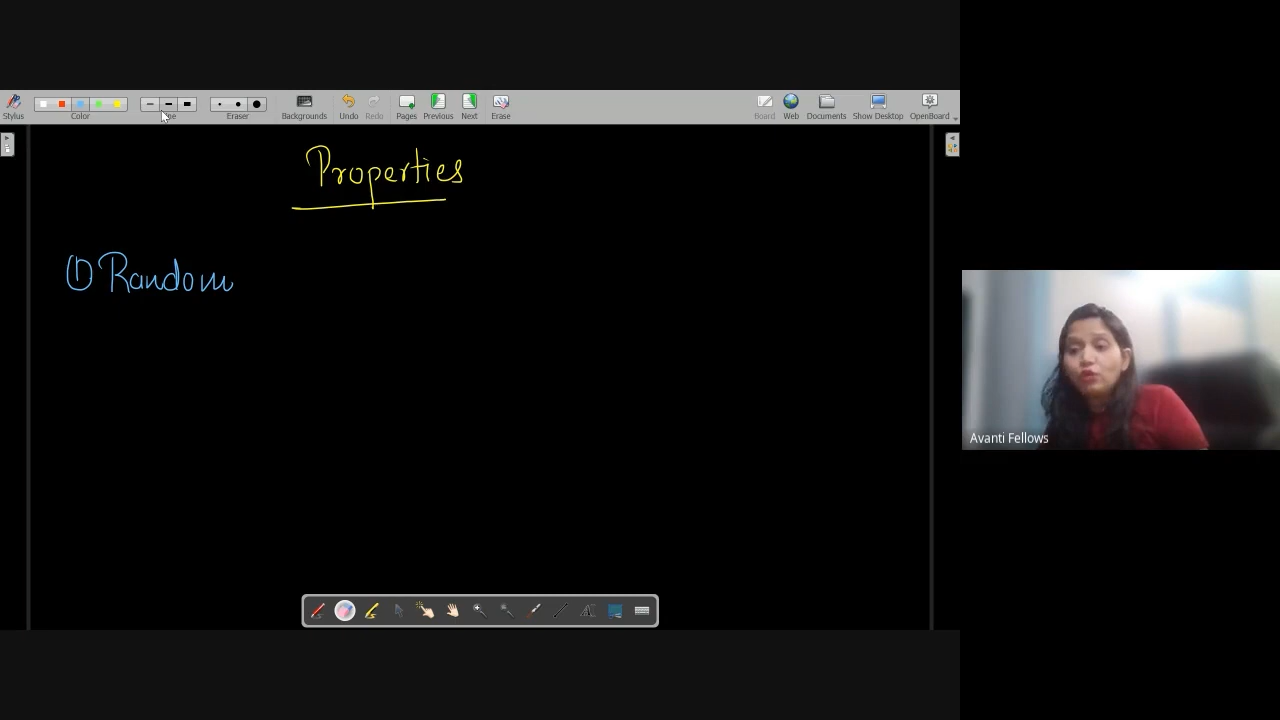 Stylus
Color
Eraser
Backgrounds
Undo
Redo
Pages
Previous
Next
Erase
Board
Web
Documents
Show Desktop
OpenBoard
Properties
① Random
Avanti Fellows